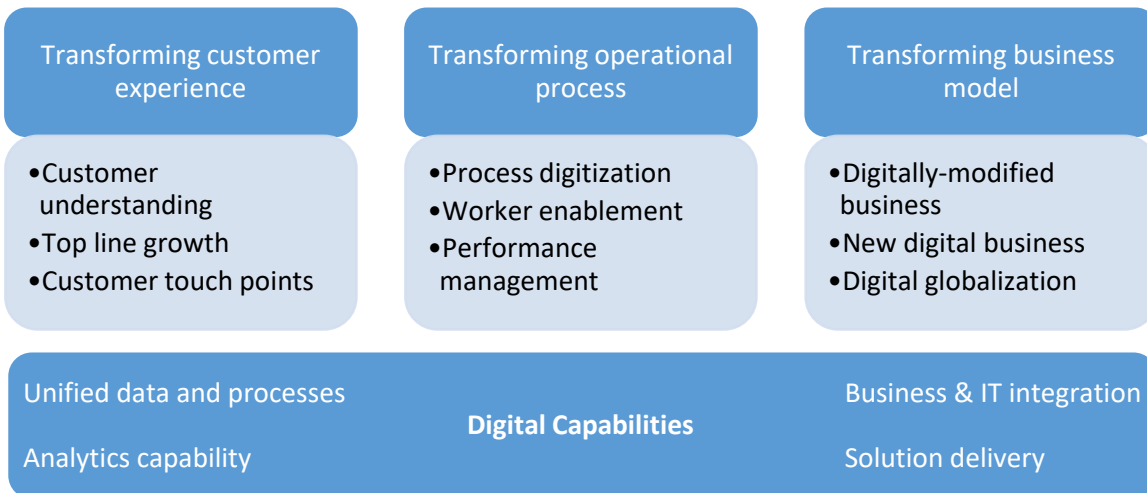 Transforming customer
experience
•Customer
understanding
•Top line growth
•Customer touch points
Transforming operational
process
•Process digitization
•Worker enablement
•Performance
management
Transforming business
model
•Digitally-modified
business
•New digital business
•Digital globalization
Unified data and processes
Analytics capability
Digital Capabilities
Business & IT integration
Solution delivery